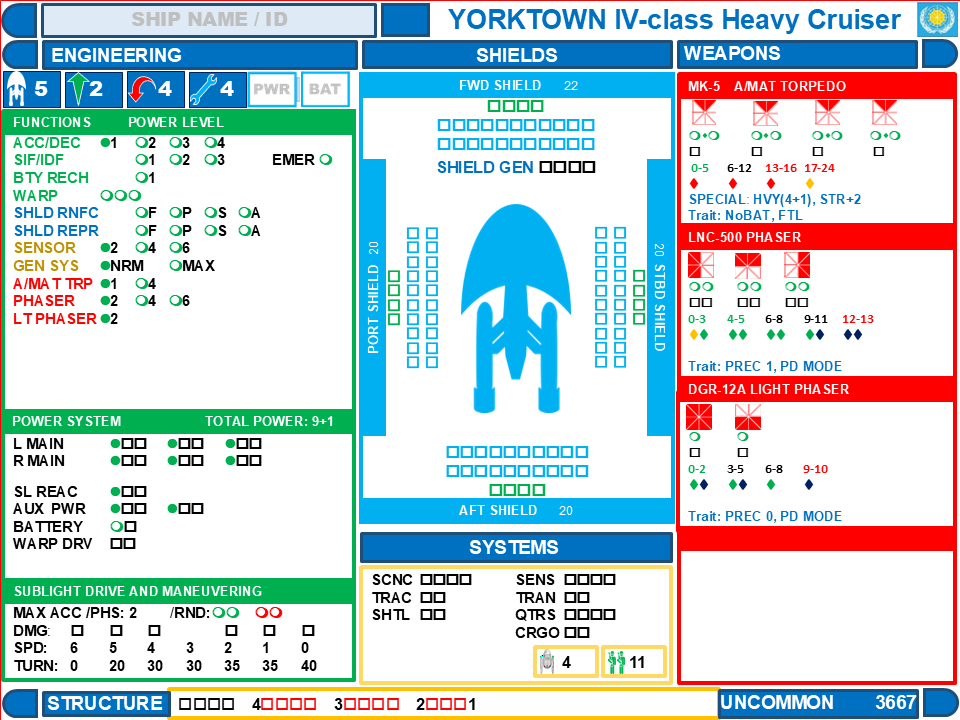 SHIP NAME / ID
YORKTOWN IV-class Heavy Cruiser
ENGINEERING
5 2 4 4 PWR BAT
FUNCTIONS POWER LEVEL
ACC/DEC 1 2 3 4
SIF/IDF 1 2 3 EMER
BTY RECH 1
WARP
SHLD RNFC F P S A
SHLD REPR F P S A
SENSOR 2 4 6
GEN SYS NRM MAX
A/MAT TRP 1 4
PHASER 2 4 6
LT PHASER 2
POWER SYSTEM TOTAL POWER: 9+1
L MAIN
R MAIN
SL REAC
AUX PWR
BATTERY
WARP DRV
SUBLIGHT DRIVE AND MANEUVERING
MAX ACC /PHS: 2 /RND:
DMG:
SPD: 6 5 4 3 2 1 0
TURN: 0 20 30 30 35 35 40
SHIELDS
FWD SHIELD 22
SHIELD GEN
PORT SHIELD 20
20 STBD SHIELD
AFT SHIELD 20
SYSTEMS
SCNC SENS
TRAC TRAN
SHTL QTRS
CRGO
4 11
WEAPONS
MK-5 A/MAT TORPEDO
0-5 6-12 13-16 17-24
SPECIAL: HVY(4+1), STR+2
Trait: NoBAT, FTL
LNC-500 PHASER
0-3 4-5 6-8 9-11 12-13
Trait: PREC 1, PD MODE
DGR-12A LIGHT PHASER
0-2 3-5 6-8 9-10
Trait: PREC 0, PD MODE
STRUCTURE 4 3 2 1
UNCOMMON 3667